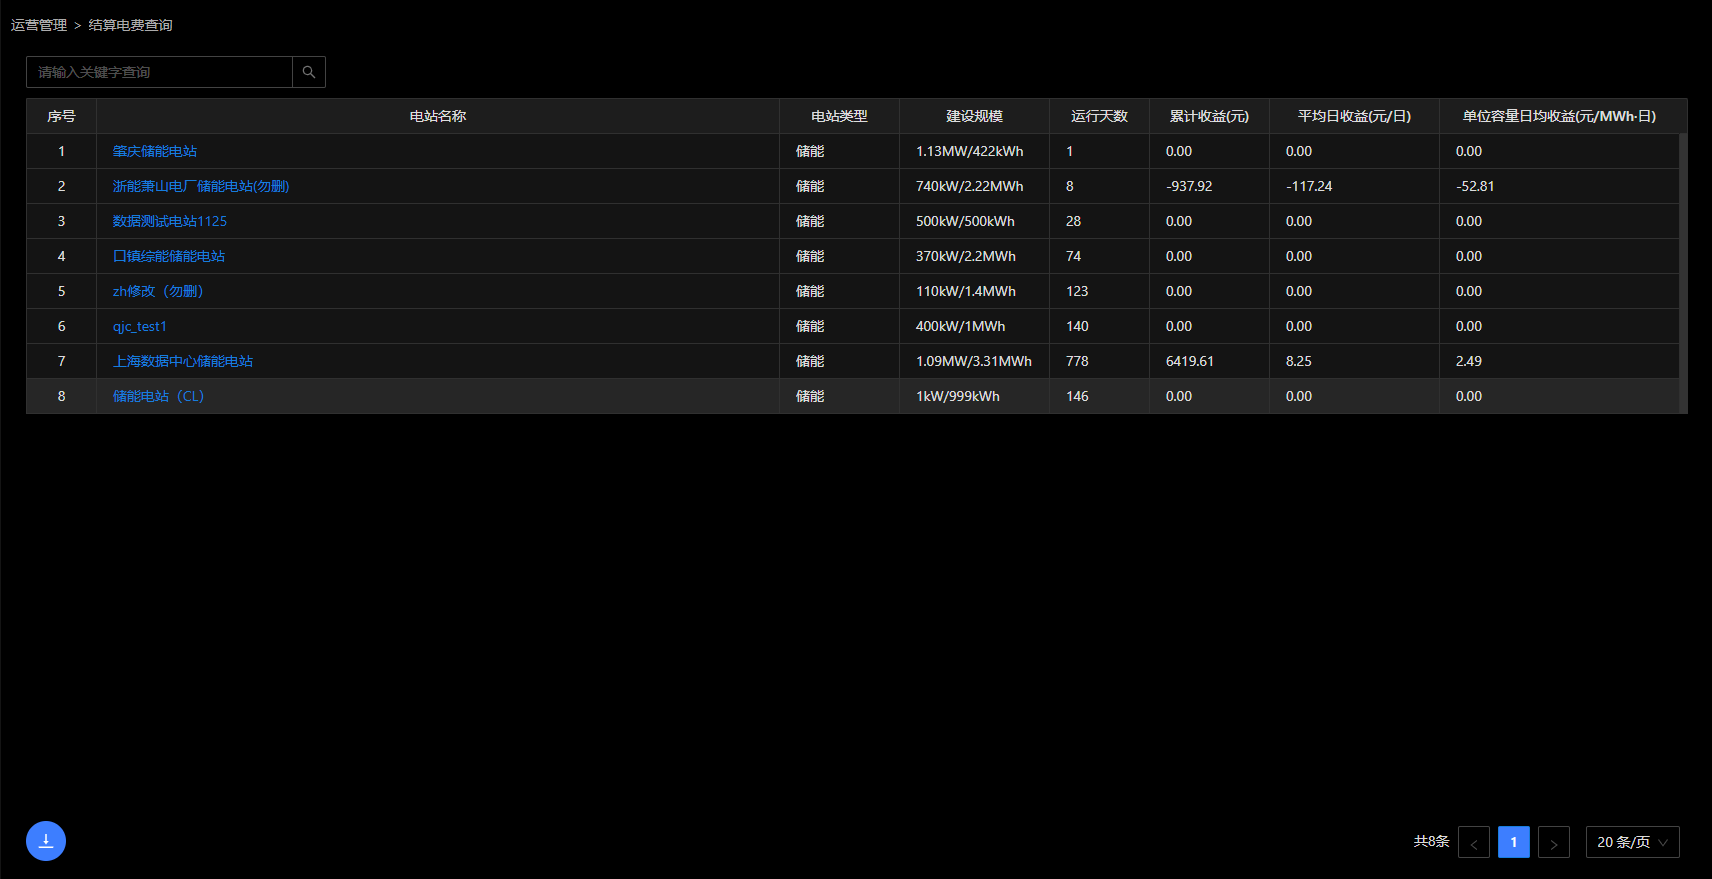 运营管理 > 结算电费查询
请输入关键字查询
序号 电站名称 电站类型 建设规模 运行天数 累计收益(元) 平均日收益(元/日) 单位容量日均收益(元/MWh·日)
1 肇庆储能电站 储能 1.13MW/422kWh 1 0.00 0.00 0.00
2 浙能萧山电厂储能电站(勿删) 储能 740kW/2.22MWh 8 -937.92 -117.24 -52.81
3 数据测试电站1125 储能 500kW/500kWh 28 0.00 0.00 0.00
4 口镇综能储能电站 储能 370kW/2.2MWh 74 0.00 0.00 0.00
5 zh修改（勿删） 储能 110kW/1.4MWh 123 0.00 0.00 0.00
6 qjc_test1 储能 400kW/1MWh 140 0.00 0.00 0.00
7 上海数据中心储能电站 储能 1.09MW/3.31MWh 778 6419.61 8.25 2.49
8 储能电站（CL） 储能 1kW/999kWh 146 0.00 0.00 0.00
共8条 < 1 > 20 条/页